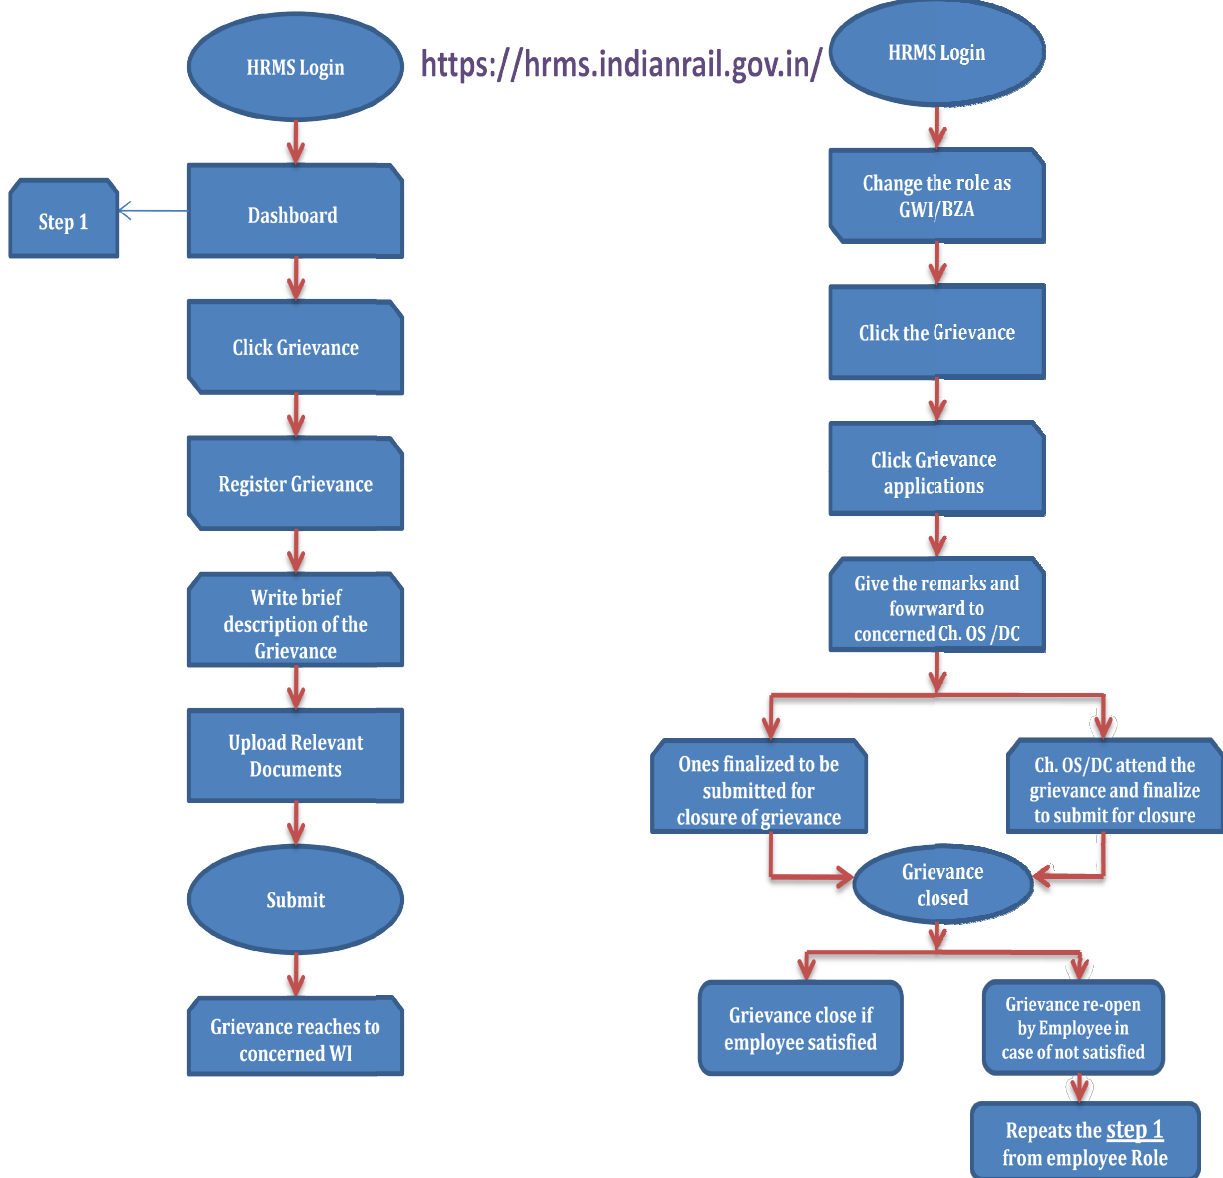 HRMS Login
https://hrms.indianrail.gov.in/
Step 1
Dashboard
Click Grievance
Register Grievance
Write brief
description of the
Grievance
Upload Relevant
Documents
Submit
Grievance reaches to
concerned WI
HRMS Login
Change the role as
GWI/BZA
Click the Grievance
Click Grievance
applications
Give the remarks and
fowrward to
concerned Ch. OS /DC
Ones finalized to be
submitted for
closure of grievance
Ch. OS/DC attend the
grievance and finalize
to submit for closure
Grievance
closed
Grievance close if
employee satisfied
Grievance re-open
by Employee in
case of not satisfied
Repeats the step 1
from employee Role